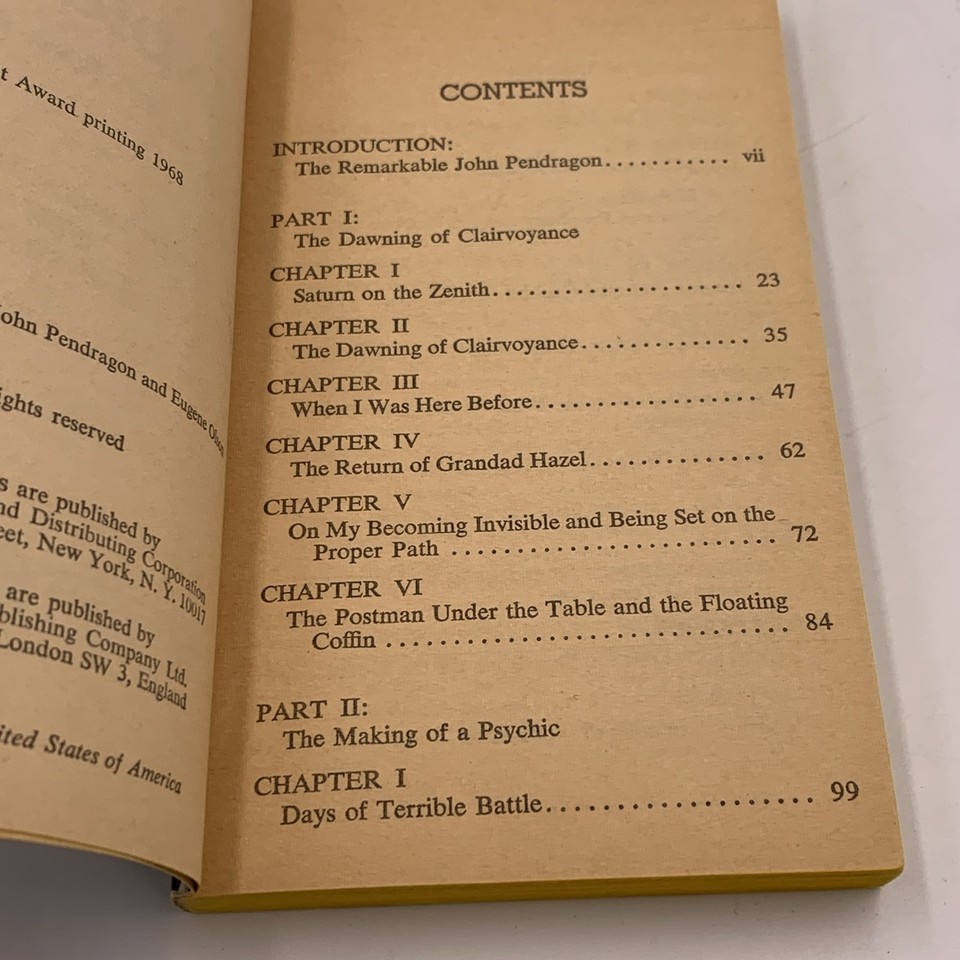 t Award printing 1968
John Pendragon and Eugene
ights reserved
s are published by
nd Distributing Corporation
eet, New York, N. Y. 10017
are published by
blishing Company Ltd.
London SW 3, England
ited States of America
CONTENTS
INTRODUCTION:
The Remarkable John Pendragon........... vii
PART I:
The Dawning of Clairvoyance
CHAPTER I
Saturn on the Zenith..................... 23
CHAPTER II
The Dawning of Clairvoyance.............. 35
CHAPTER III
When I Was Here Before................... 47
CHAPTER IV
The Return of Grandad Hazel............... 62
CHAPTER V
On My Becoming Invisible and Being Set on the
Proper Path ........................... 72
CHAPTER VI
The Postman Under the Table and the Floating
Coffin .................................. 84
PART II:
The Making of a Psychic
CHAPTER I
Days of Terrible Battle.................... 99